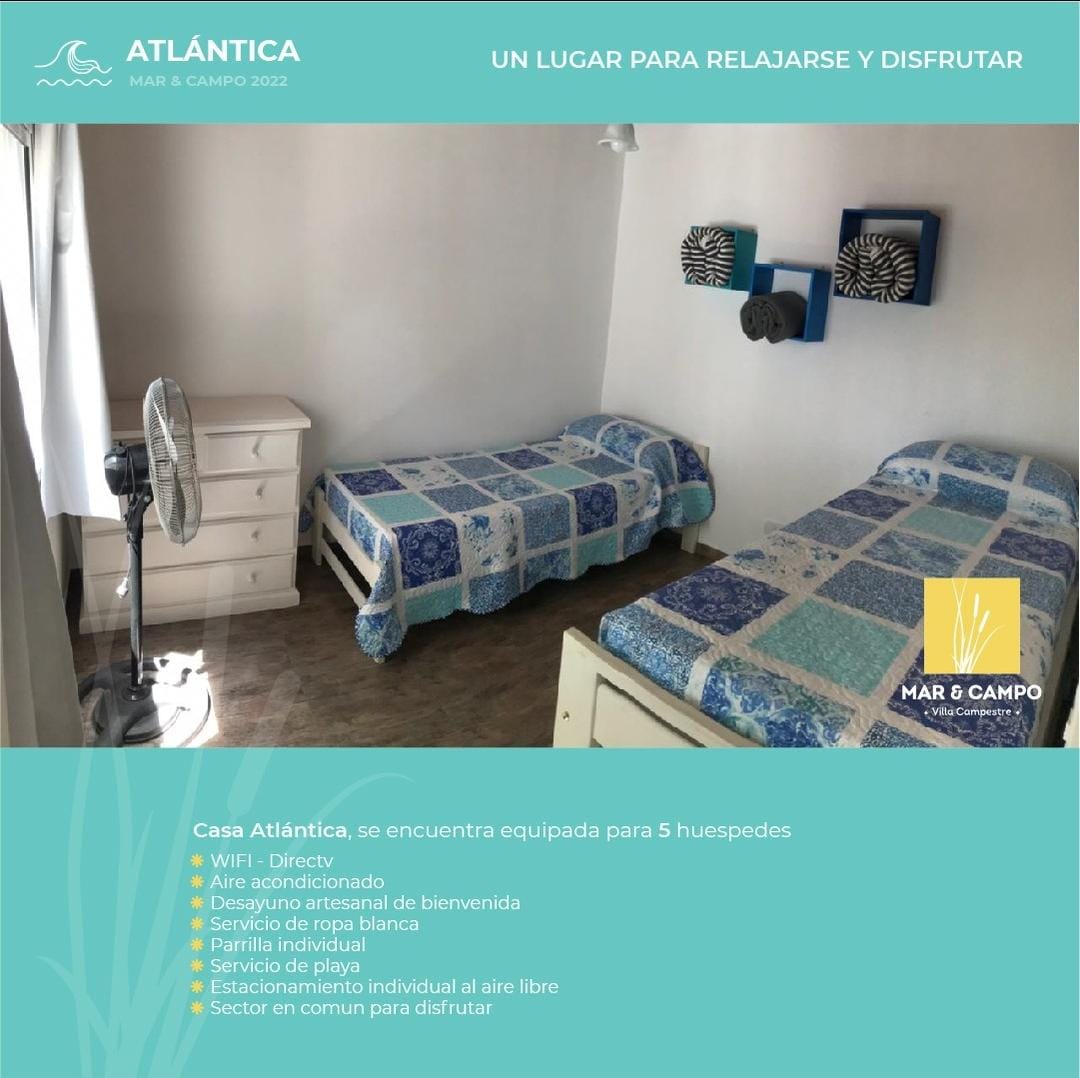 ATLÁNTICA
MAR & CAMPO 2022
UN LUGAR PARA RELAJARSE Y DISFRUTAR
MAR & CAMPO
• Villa Campestre •
Casa Atlántica, se encuentra equipada para 5 huespedes
WIFI - Directv
Aire acondicionado
Desayuno artesanal de bienvenida
Servicio de ropa blanca
Parrilla individual
Servicio de playa
Estacionamiento individual al aire libre
Sector en comun para disfrutar